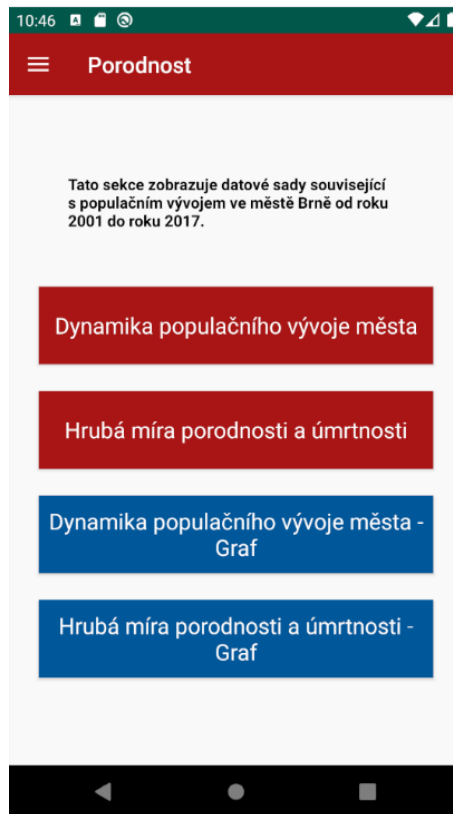 10:46
Porodnost
Tato sekce zobrazuje datové sady související
s populačním vývojem ve městě Brně od roku
2001 do roku 2017.
Dynamika populačního vývoje města
Hrubá míra porodnosti a úmrtnosti
Dynamika populačního vývoje města -
Graf
Hrubá míra porodnosti a úmrtnosti -
Graf